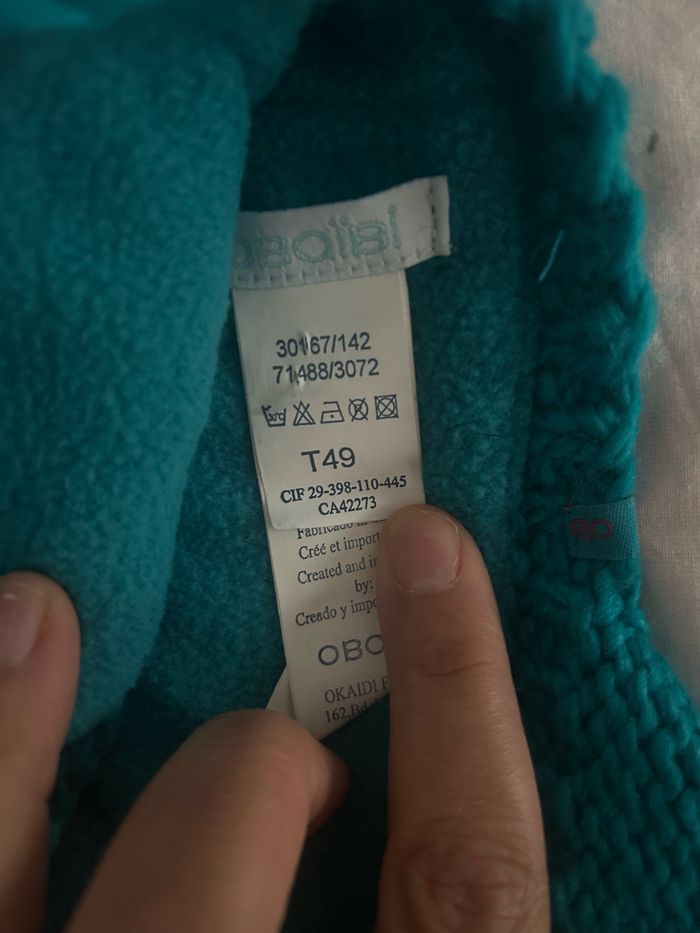 obaïbi
30167/142
71488/3072
T49
CIF 29-398-110-445
CA42273
Fabricado
Créé et import
Created and
by:
Creado y impo
OBO
OKAIDI F
162,Bd